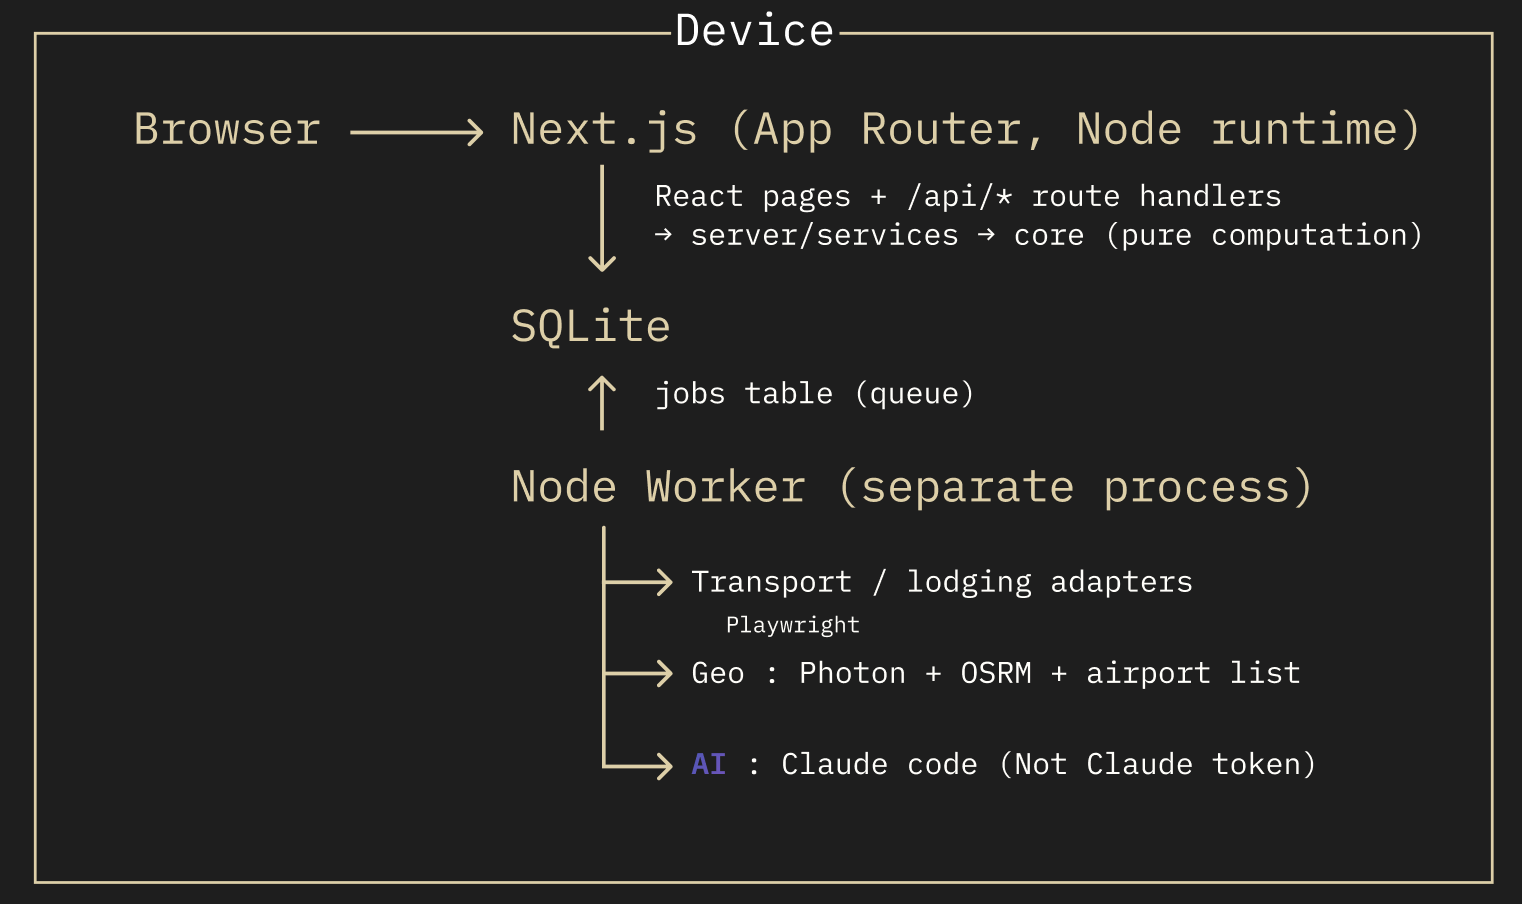 Device
Browser
Next.js (App Router, Node runtime)
React pages + /api/* route handlers
→ server/services → core (pure computation)
SQLite
jobs table (queue)
Node Worker (separate process)
Transport / lodging adapters
Playwright
Geo : Photon + OSRM + airport list
AI : Claude code (Not Claude token)